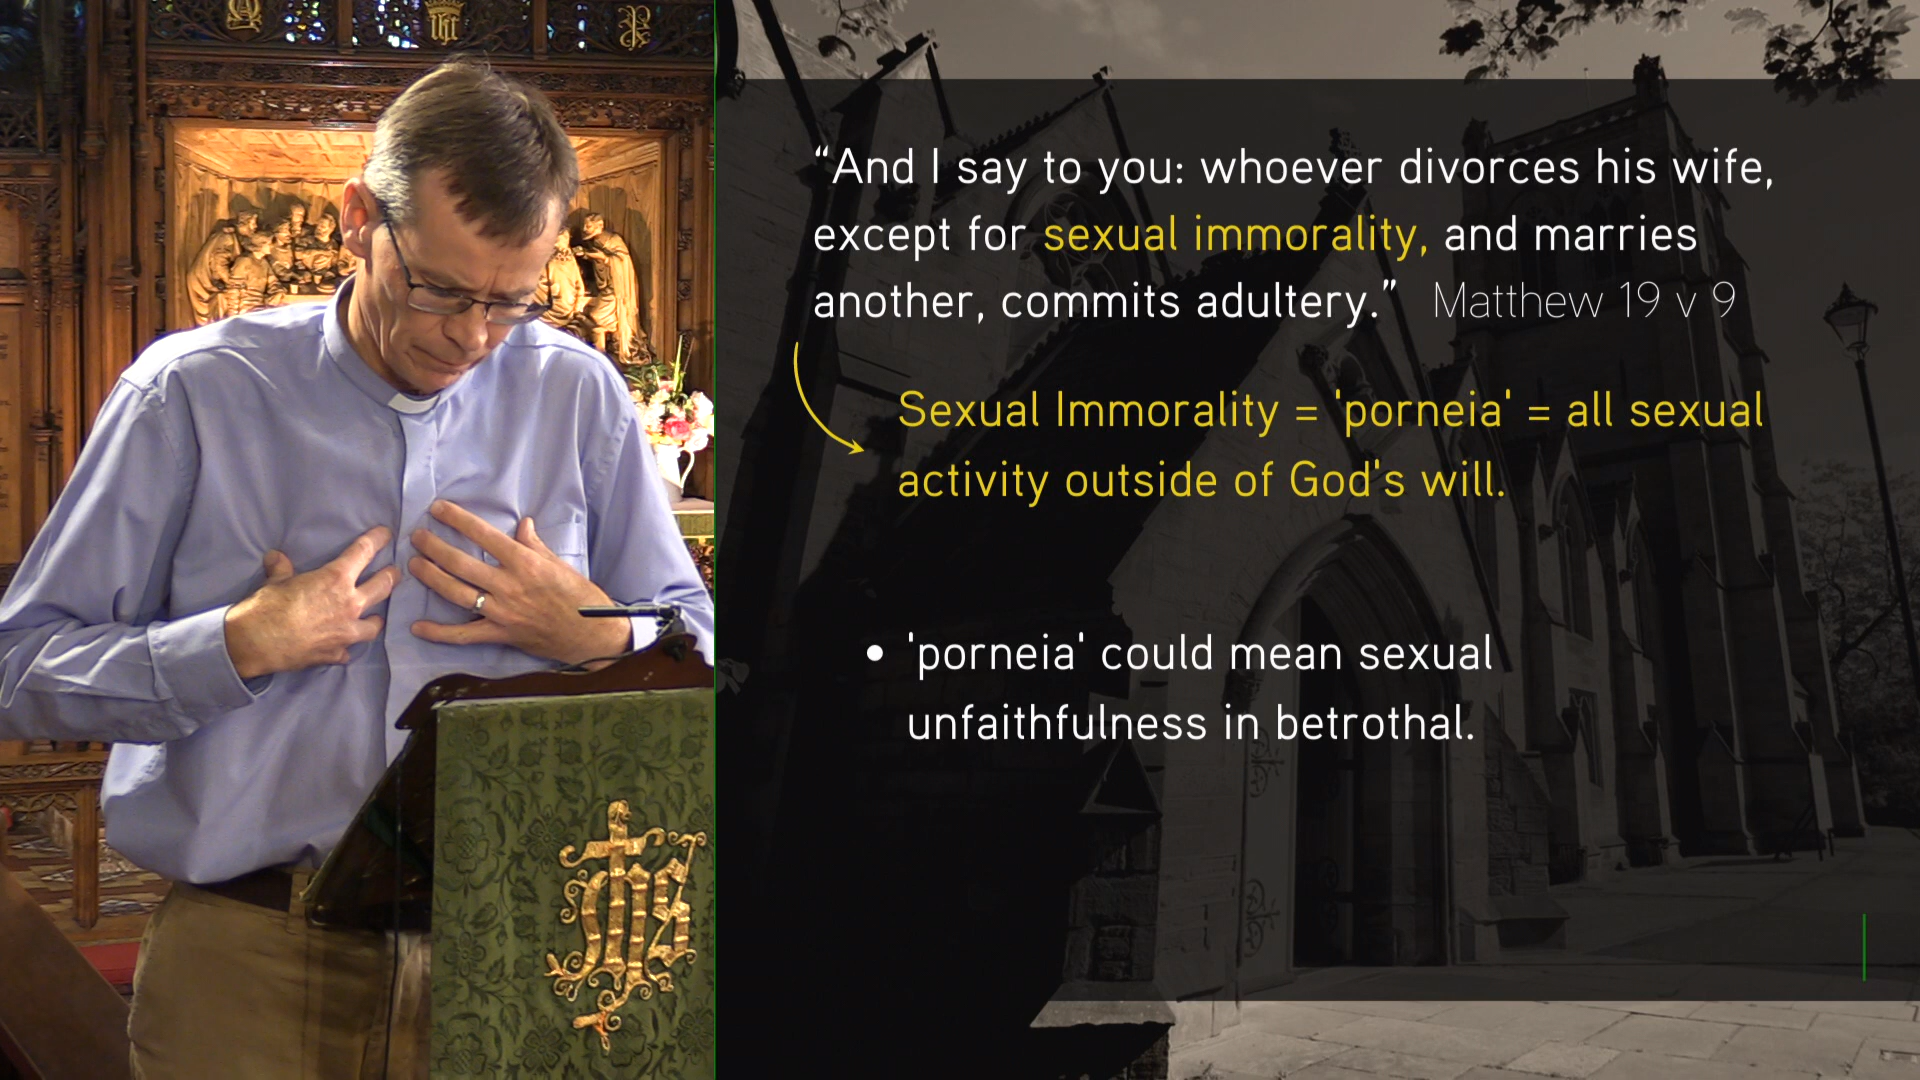 “And I say to you: whoever divorces his wife,
except for sexual immorality, and marries
another, commits adultery.” Matthew 19 v 9
Sexual Immorality = 'porneia' = all sexual
activity outside of God's will.
• 'porneia' could mean sexual
unfaithfulness in betrothal.